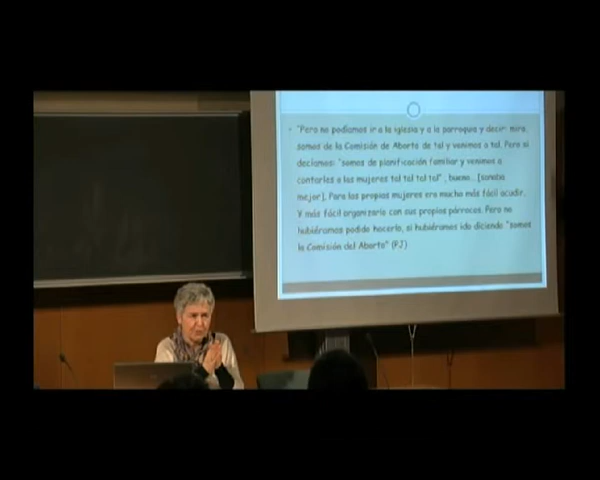 • "Pero no podíamos ir a la iglesia y a la parroquia y decir: mira,
somos de la Comisión de Aborto de tal y venimos a tal. Pero si
decíamos: "somos de planificación familiar y venimos a
contarles a las mujeres tal tal tal tal", bueno... [sonaba
mejor]. Para las propias mujeres era mucho más fácil acudir.
Y más fácil organizarlo con sus propios párrocos. Pero no
hubiéramos podido hacerlo, si hubiéramos ido diciendo "somos
la Comisión del Aborto" (PJ)